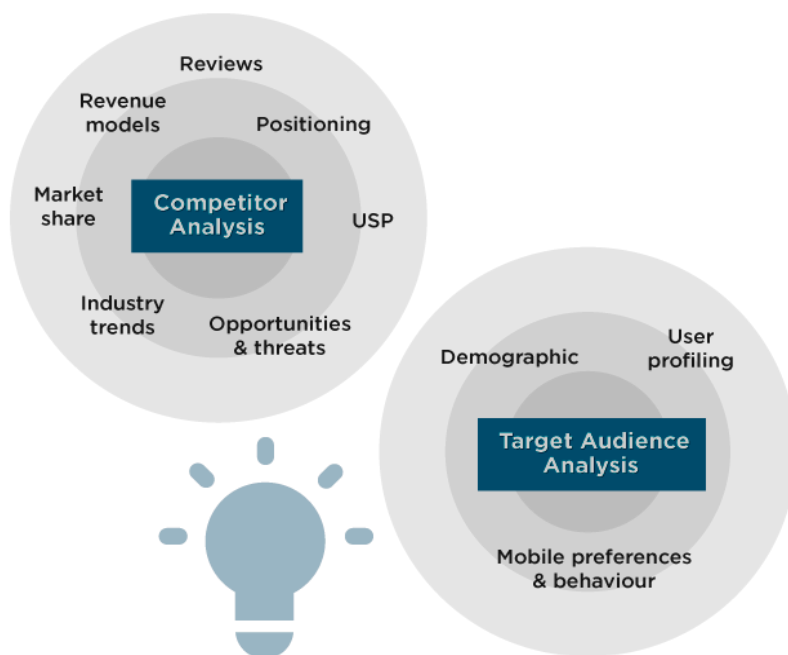 Reviews
Revenue
models
Positioning
Market
share
Competitor
Analysis
USP
Industry
trends
Opportunities
& threats
Demographic
User
profiling
Target Audience
Analysis
Mobile preferences
& behaviour